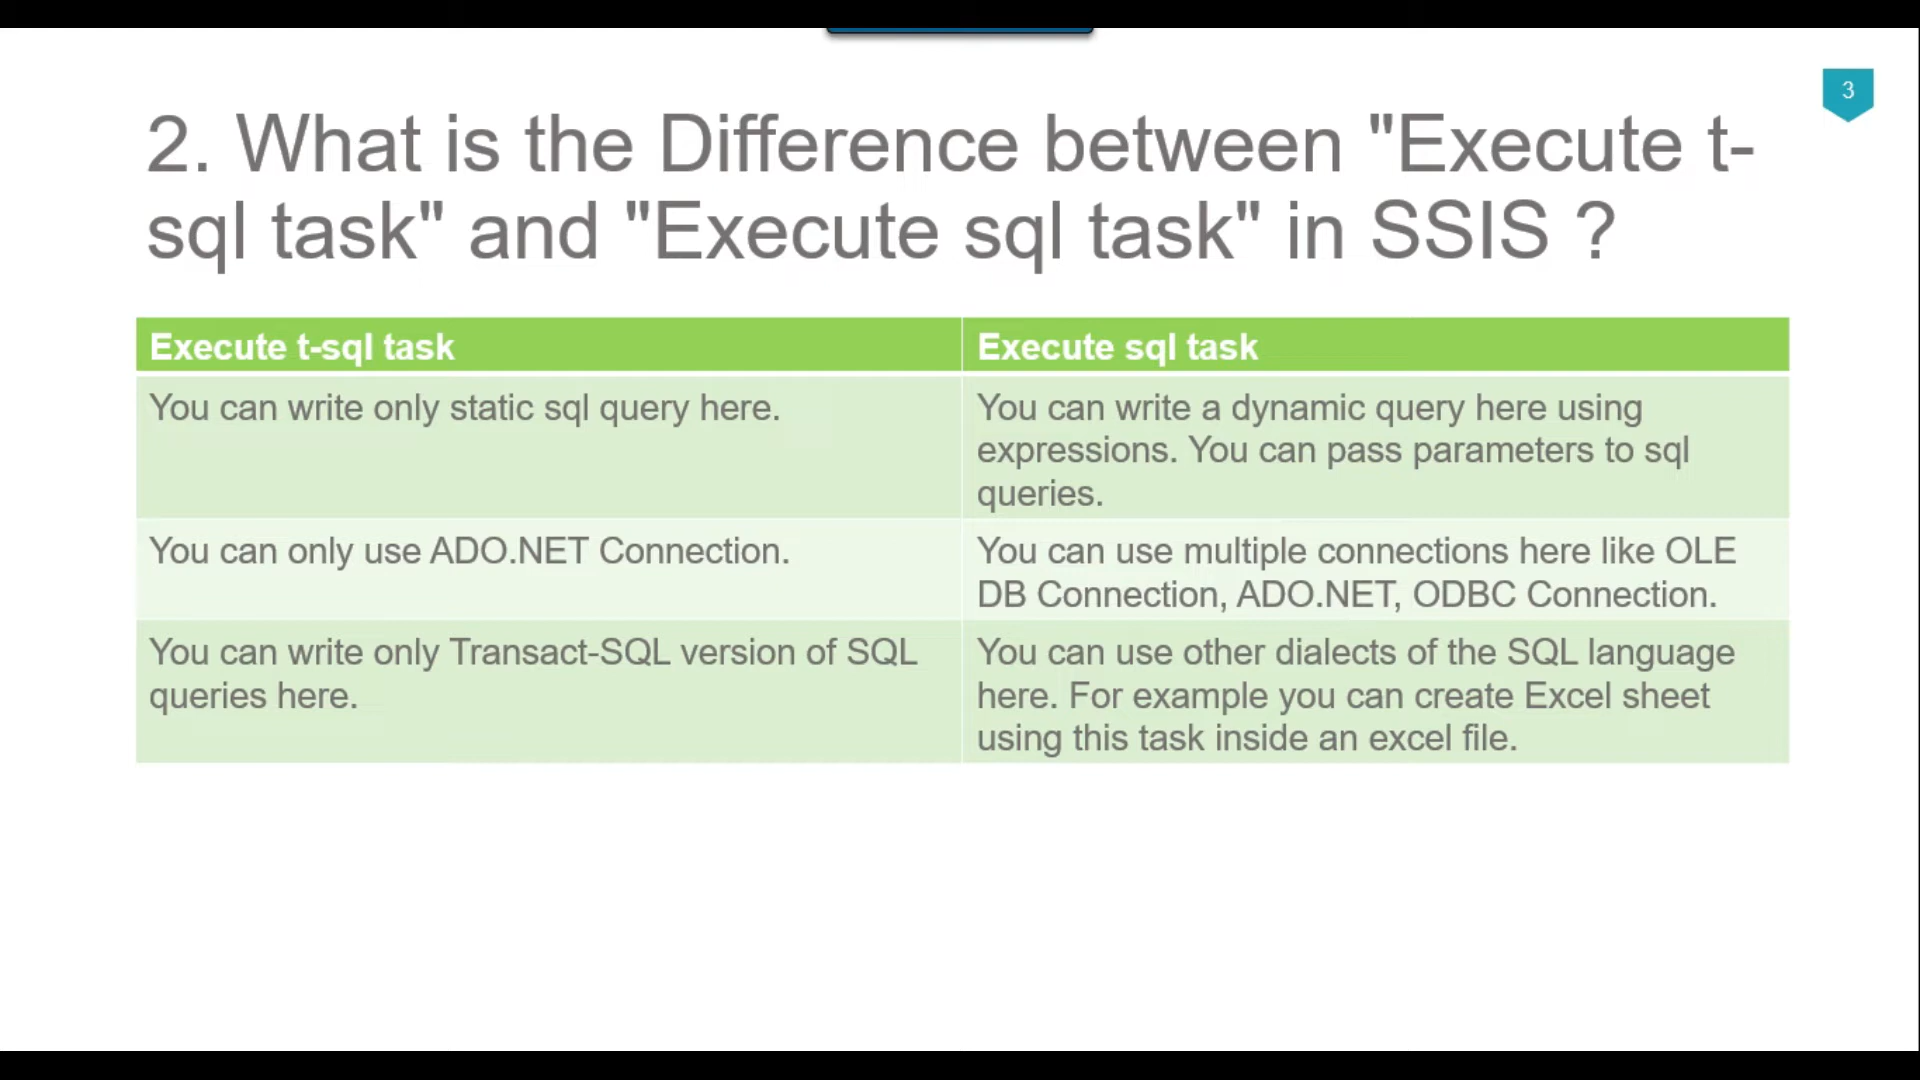 3
2. What is the Difference between "Execute t-
sql task" and "Execute sql task" in SSIS ?
Execute t-sql task
Execute sql task
You can write only static sql query here.
You can write a dynamic query here using
expressions. You can pass parameters to sql
queries.
You can only use ADO.NET Connection.
You can use multiple connections here like OLE
DB Connection, ADO.NET, ODBC Connection.
You can write only Transact-SQL version of SQL
queries here.
You can use other dialects of the SQL language
here. For example you can create Excel sheet
using this task inside an excel file.